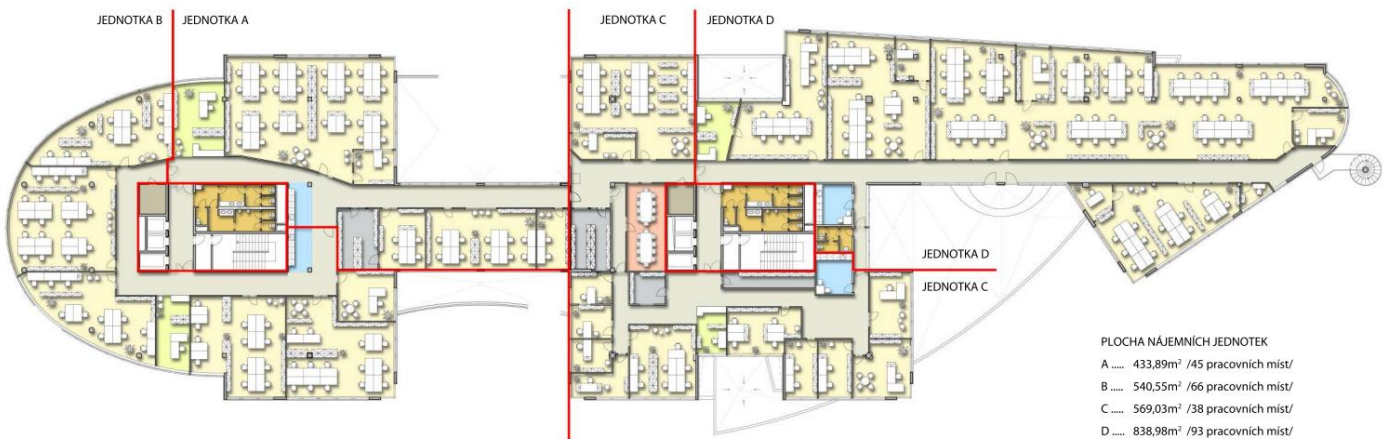 JEDNOTKA B
JEDNOTKA A
JEDNOTKA C
JEDNOTKA D
JEDNOTKA D
JEDNOTKA C
PLOCHA NÁJEMNÍCH JEDNOTEK
A ..... 433,89m² /45 pracovních míst/
B ..... 540,55m² /66 pracovních míst/
C ..... 569,03m² /38 pracovních míst/
D ..... 838,98m² /93 pracovních míst/